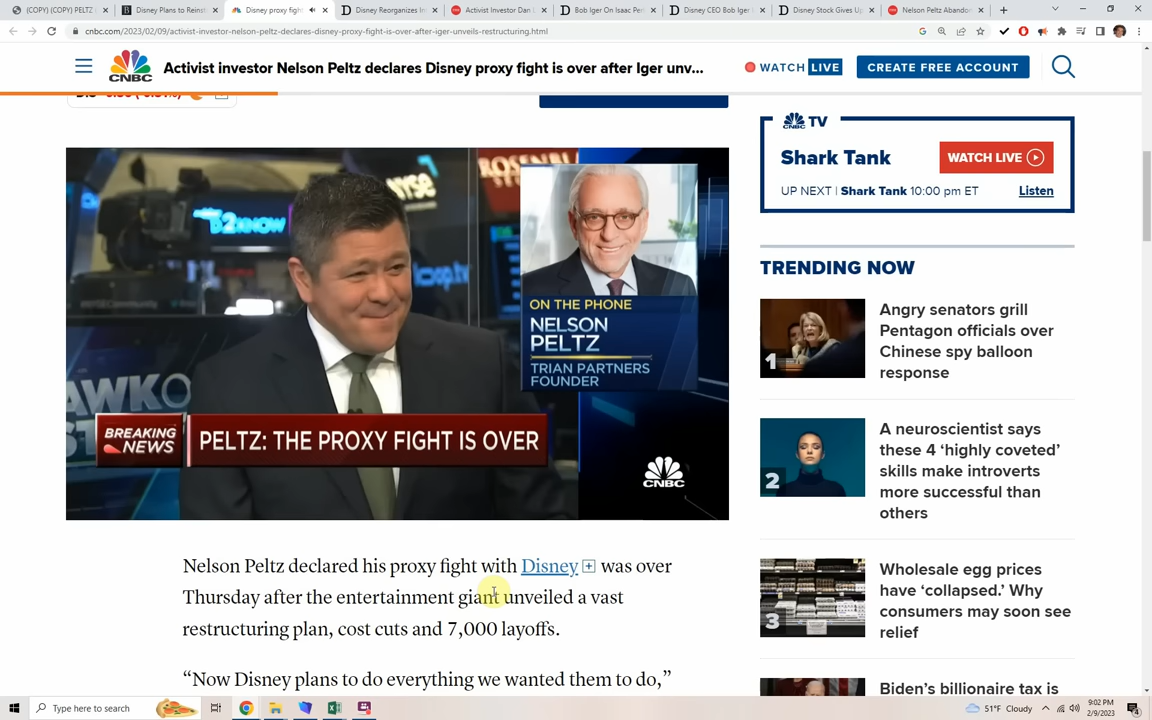 (COPY) (COPY) PELTZ
Disney Plans to Reinst
Disney proxy figh
Disney Reorganizes In
Activist Investor Dan L
Bob Iger On Isaac Per
Disney CEO Bob Iger
Disney Stock Gives Up
Nelson Peltz Abando
cnbc.com/2023/02/09/activist-investor-nelson-peltz-declares-disney-proxy-fight-is-over-after-iger-unveils-restructuring.html
CNBC
Activist investor Nelson Peltz declares Disney proxy fight is over after Iger unv...
WATCH LIVE
CREATE FREE ACCOUNT
CNBC TV
Shark Tank
WATCH LIVE
UP NEXT | Shark Tank 10:00 pm ET
Listen
NYSE
B2KNOW
ON THE PHONE
NELSON
PELTZ
TRIAN PARTNERS
FOUNDER
BREAKING
NEWS
PELTZ: THE PROXY FIGHT IS OVER
CNBC
TRENDING NOW
1
Angry senators grill
Pentagon officials over
Chinese spy balloon
response
2
A neuroscientist says
these 4 ‘highly coveted’
skills make introverts
more successful than
others
3
Wholesale egg prices
have ‘collapsed.’ Why
consumers may soon see
relief
Biden’s billionaire tax is
Nelson Peltz declared his proxy fight with Disney + was over
Thursday after the entertainment giant unveiled a vast
restructuring plan, cost cuts and 7,000 layoffs.
“Now Disney plans to do everything we wanted them to do,”
Type here to search
51°F Cloudy
9:02 PM
2/9/2023
4